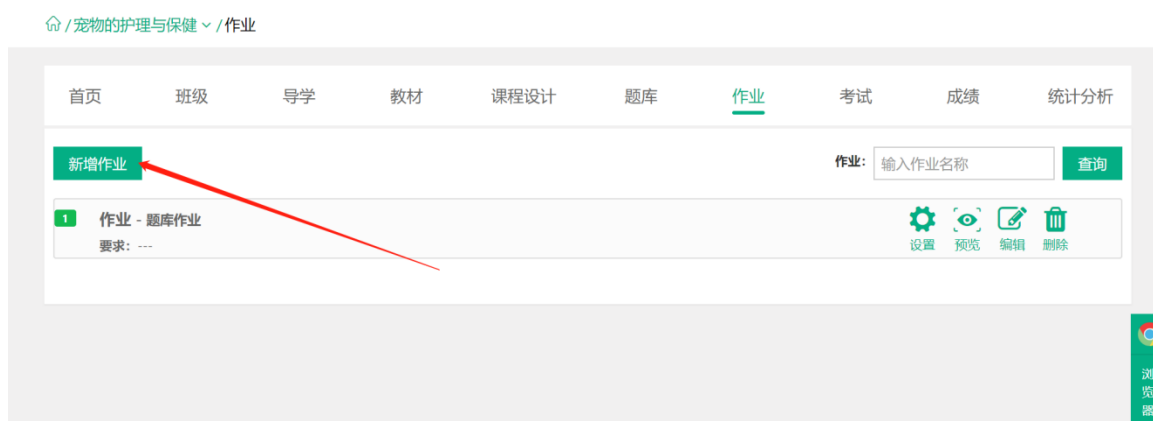 /宠物的护理与保健 /作业
首页 班级 导学 教材 课程设计 题库 作业 考试 成绩 统计分析
新增作业 作业: 输入作业名称 查询
1 作业 - 题库作业
要求: ---
设置 预览 编辑 删除
浏
览
器